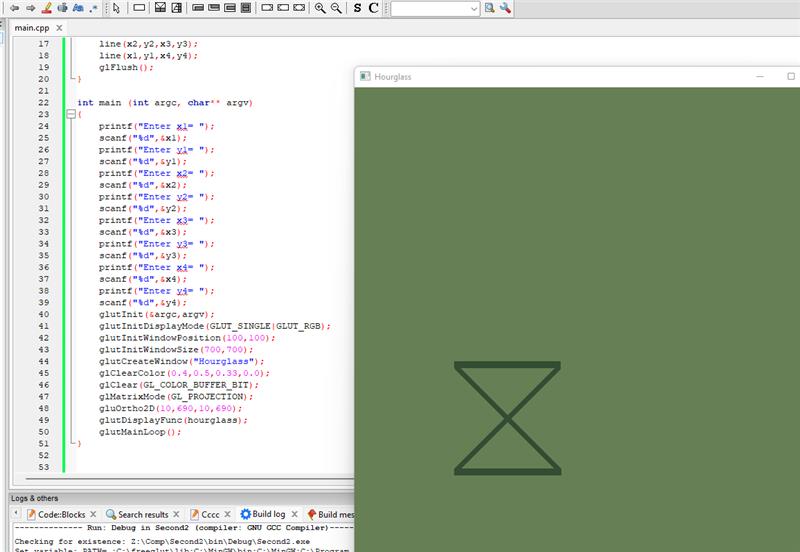 S C
main.cpp
17 line(x2,y2,x3,y3);
18 line(x1,y1,x4,y4);
19 glFlush();
20 }
21
22 int main (int argc, char** argv)
23 {
24 printf("Enter x1= ");
25 scanf("%d",&x1);
26 printf("Enter y1= ");
27 scanf("%d",&y1);
28 printf("Enter x2= ");
29 scanf("%d",&x2);
30 printf("Enter y2= ");
31 scanf("%d",&y2);
32 printf("Enter x3= ");
33 scanf("%d",&x3);
34 printf("Enter y3= ");
35 scanf("%d",&y3);
36 printf("Enter x4= ");
37 scanf("%d",&x4);
38 printf("Enter y4= ");
39 scanf("%d",&y4);
40 glutInit(&argc,argv);
41 glutInitDisplayMode(GLUT_SINGLE|GLUT_RGB);
42 glutInitWindowPosition(100,100);
43 glutInitWindowSize(700,700);
44 glutCreateWindow("Hourglass");
45 glClearColor(0.4,0.5,0.33,0.0);
46 glClear(GL_COLOR_BUFFER_BIT);
47 glMatrixMode(GL_PROJECTION);
48 gluOrtho2D(10,690,10,690);
49 glutDisplayFunc(hourglass);
50 glutMainLoop();
51 }
52
53
Hourglass
Logs & others
Code::Blocks Search results Cccc Build log Build mes
-------------- Run: Debug in Second2 (compiler: GNU GCC Compiler)---
Checking for existence: Z:\Comp\Second2\bin\Debug\Second2.exe
Set variable: PATH=.;C:\freeglut\lib;C:\MinGW\bin;C:\MinGW;C:\Program